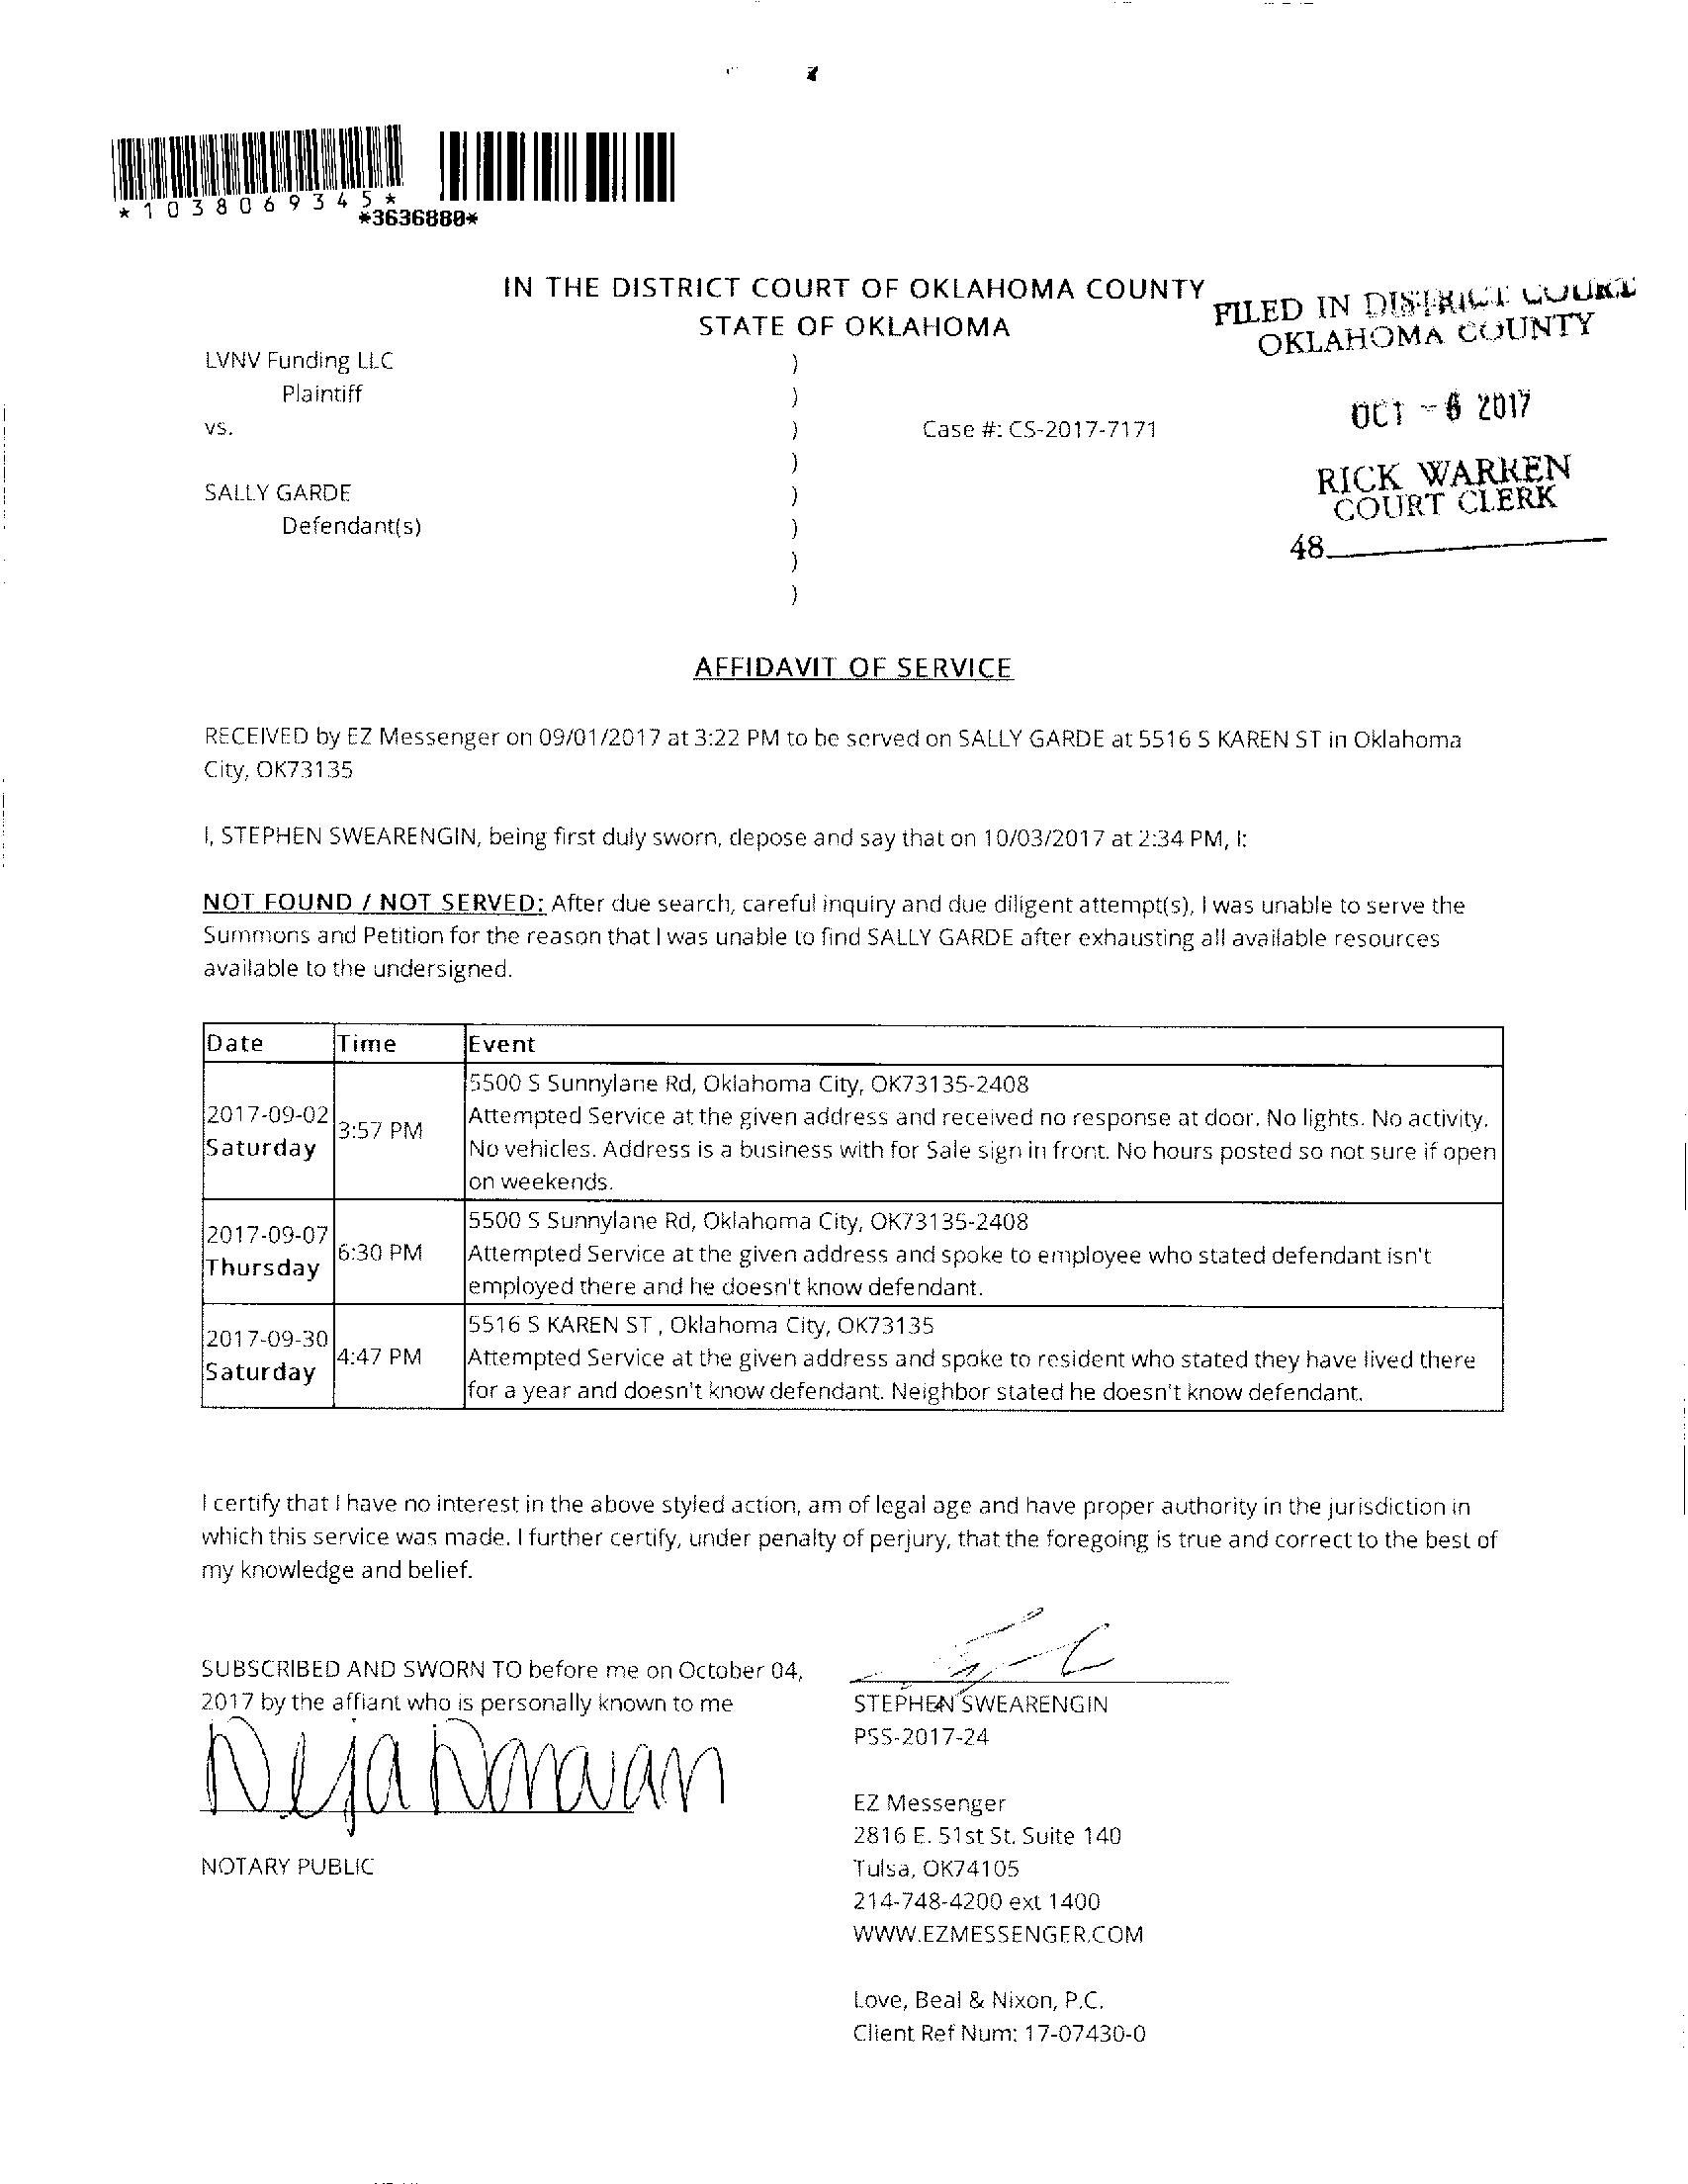 *1038069345*
*3636880*
IN THE DISTRICT COURT OF OKLAHOMA COUNTY
STATE OF OKLAHOMA
FILED IN DISTRICT COURT
OKLAHOMA COUNTY
OCT - 6 2017
RICK WARREN
COURT CLERK
48
LVNV Funding LLC )
Plaintiff )
vs. ) Case #: CS-2017-7171
)
SALLY GARDE )
Defendant(s) )
)
)
AFFIDAVIT OF SERVICE
RECEIVED by EZ Messenger on 09/01/2017 at 3:22 PM to be served on SALLY GARDE at 5516 S KAREN ST in Oklahoma
City, OK73135
I, STEPHEN SWEARENGIN, being first duly sworn, depose and say that on 10/03/2017 at 2:34 PM, I:
NOT FOUND / NOT SERVED: After due search, careful inquiry and due diligent attempt(s), I was unable to serve the
Summons and Petition for the reason that I was unable to find SALLY GARDE after exhausting all available resources
available to the undersigned.
Date Time Event
2017-09-02
Saturday
3:57 PM
5500 S Sunnylane Rd, Oklahoma City, OK73135-2408
Attempted Service at the given address and received no response at door. No lights. No activity.
No vehicles. Address is a business with for Sale sign in front. No hours posted so not sure if open
on weekends.
2017-09-07
Thursday
6:30 PM
5500 S Sunnylane Rd, Oklahoma City, OK73135-2408
Attempted Service at the given address and spoke to employee who stated defendant isn't
employed there and he doesn't know defendant.
2017-09-30
Saturday
4:47 PM
5516 S KAREN ST , Oklahoma City, OK73135
Attempted Service at the given address and spoke to resident who stated they have lived there
for a year and doesn't know defendant. Neighbor stated he doesn't know defendant.
I certify that I have no interest in the above styled action, am of legal age and have proper authority in the jurisdiction in
which this service was made. I further certify, under penalty of perjury, that the foregoing is true and correct to the best of
my knowledge and belief.
SUBSCRIBED AND SWORN TO before me on October 04,
2017 by the affiant who is personally known to me
Deja Donavan
NOTARY PUBLIC
STEPHEN SWEARENGIN
PSS-2017-24
EZ Messenger
2816 E. 51st St. Suite 140
Tulsa, OK74105
214-748-4200 ext 1400
WWW.EZMESSENGER.COM
Love, Beal & Nixon, P.C.
Client Ref Num: 17-07430-0